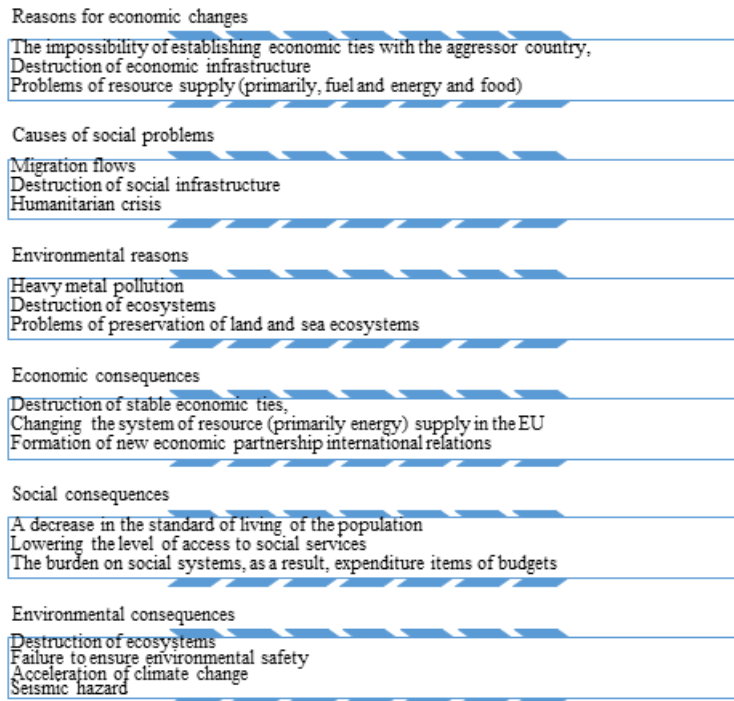 Reasons for economic changes
The impossibility of establishing economic ties with the aggressor country,
Destruction of economic infrastructure
Problems of resource supply (primarily, fuel and energy and food)
Causes of social problems
Migration flows
Destruction of social infrastructure
Humanitarian crisis
Environmental reasons
Heavy metal pollution
Destruction of ecosystems
Problems of preservation of land and sea ecosystems
Economic consequences
Destruction of stable economic ties,
Changing the system of resource (primarily energy) supply in the EU
Formation of new economic partnership international relations
Social consequences
A decrease in the standard of living of the population
Lowering the level of access to social services
The burden on social systems, as a result, expenditure items of budgets
Environmental consequences
Destruction of ecosystems
Failure to ensure environmental safety
Acceleration of climate change
Seismic hazard